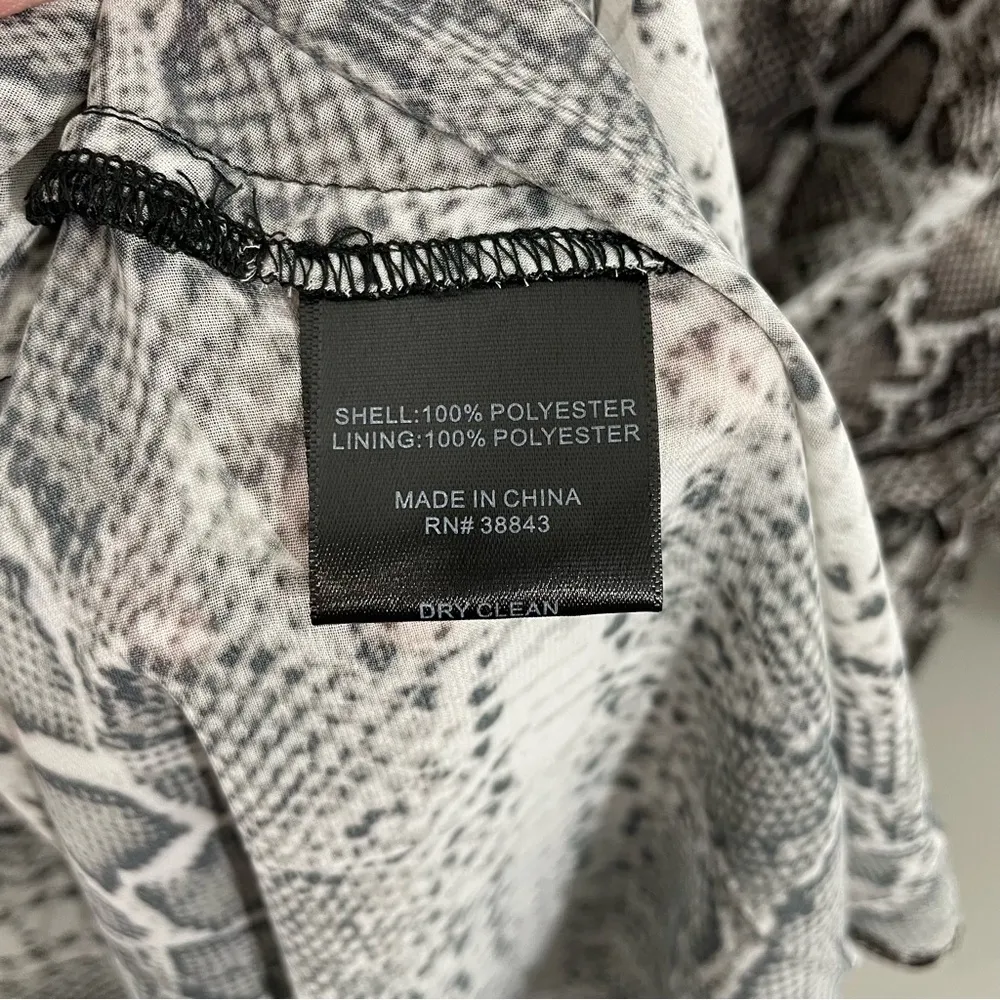 SHELL:100% POLYESTER
LINING:100% POLYESTER
MADE IN CHINA
RN# 38843
DRY CLEAN